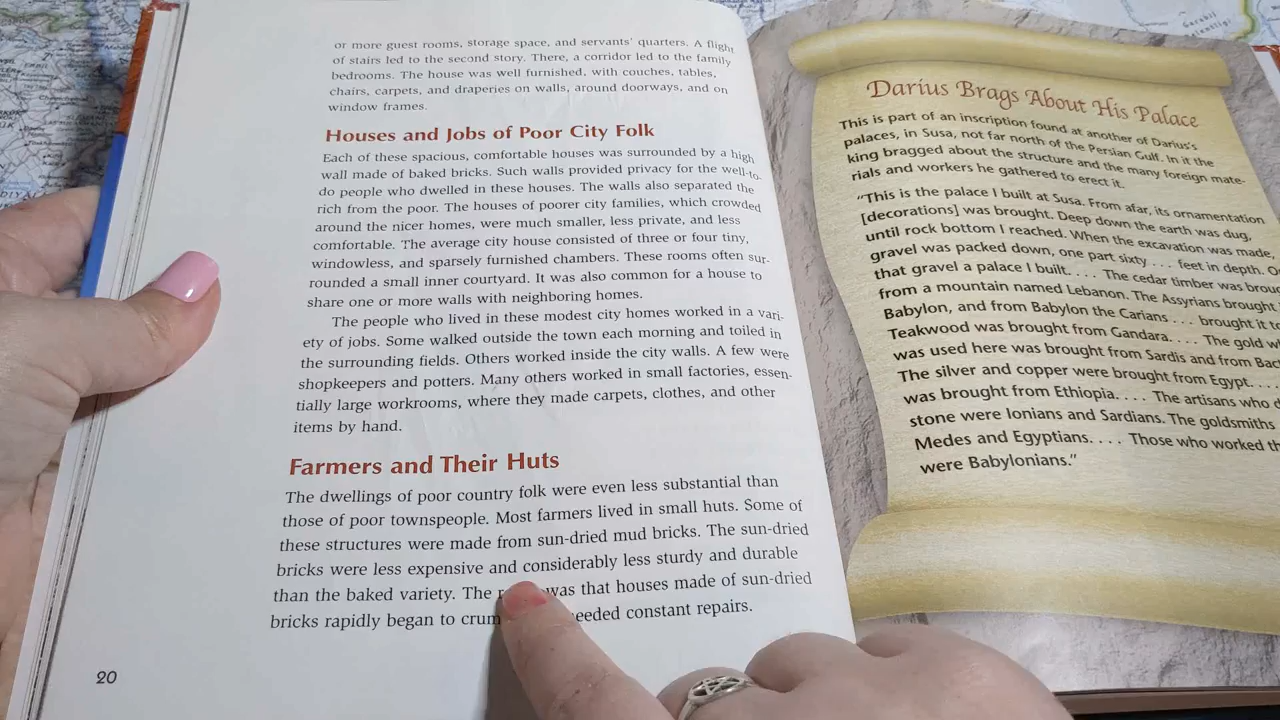 or more guest rooms, storage space, and servants' quarters. A flight
of stairs led to the second story. There, a corridor led to the family
bedrooms. The house was well furnished, with couches, tables,
chairs, carpets, and draperies on walls, around doorways, and on
window frames.
Houses and Jobs of Poor City Folk
Each of these spacious, comfortable houses was surrounded by a high
wall made of baked bricks. Such walls provided privacy for the well-to-
do people who dwelled in these houses. The walls also separated the
rich from the poor. The houses of poorer city families, which crowded
around the nicer homes, were much smaller, less private, and less
comfortable. The average city house consisted of three or four tiny,
windowless, and sparsely furnished chambers. These rooms often sur-
rounded a small inner courtyard. It was also common for a house to
share one or more walls with neighboring homes.
The people who lived in these modest city homes worked in a vari-
ety of jobs. Some walked outside the town each morning and toiled in
the surrounding fields. Others worked inside the city walls. A few were
shopkeepers and potters. Many others worked in small factories, essen-
tially large workrooms, where they made carpets, clothes, and other
items by hand.
Farmers and Their Huts
The dwellings of poor country folk were even less substantial than
those of poor townspeople. Most farmers lived in small huts. Some of
these structures were made from sun-dried mud bricks. The sun-dried
bricks were less expensive and considerably less sturdy and durable
than the baked variety. The was that houses made of sun-dried
bricks rapidly began to constant repairs.
20
Darius Brags About His Palace
This is part of an inscription found at another of Darius's
palaces, in Susa, not far north of the Persian Gulf. In it the
king bragged about the structure and the many foreign mate-
rials and workers he gathered to erect it.
"This is the palace I built at Susa. From afar, its ornamentation
[decorations] was brought. Deep down the earth was dug,
until rock bottom I reached. When the excavation was made,
gravel was packed down, one part sixty . . . feet in depth.
that gravel a palace I built. . . . The cedar timber was
from a mountain named Lebanon. The Assyrians brought
Babylon, and from Babylon the Carians . . . brought it
Teakwood was brought from Gandara. . . . The gold
was used here was brought from Sardis and from
The silver and copper were brought from Egypt. . . .
was brought from Ethiopia. . . . The artisans who
stone were Ionians and Sardians. The goldsmiths
Medes and Egyptians. . . . Those who worked
were Babylonians."